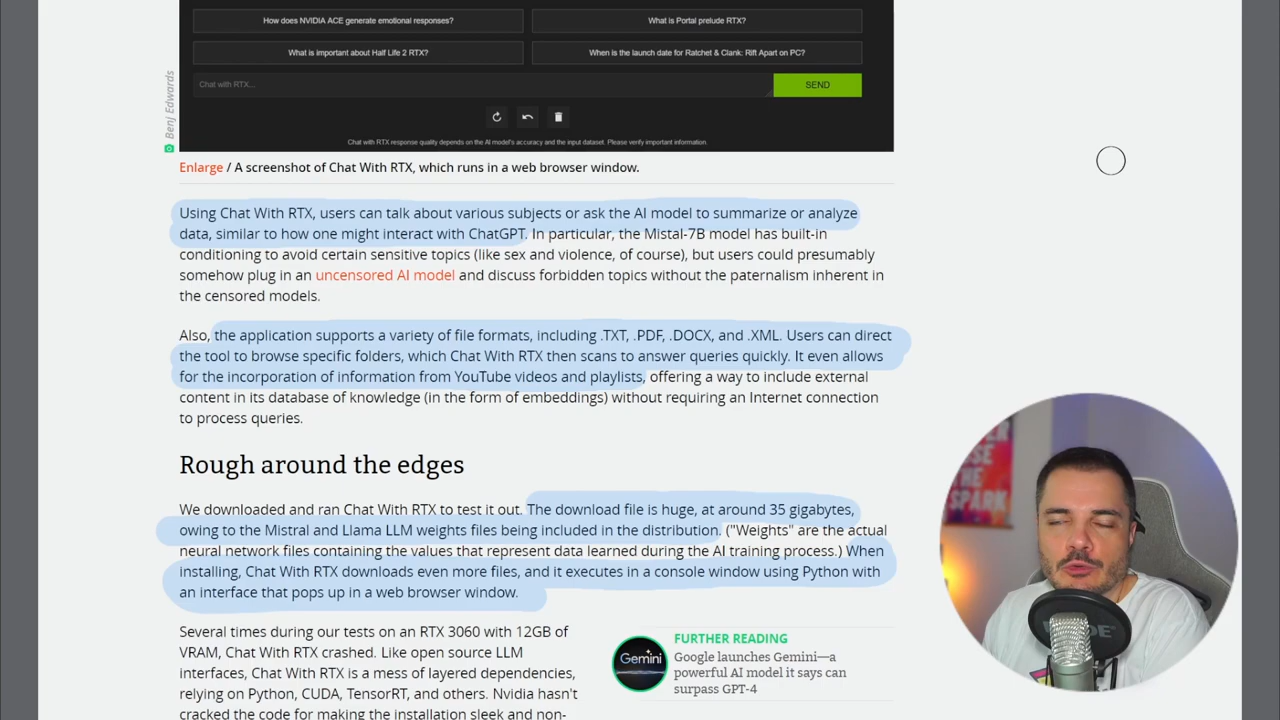 How does NVIDIA ACE generate emotional responses?
What is Portal prelude RTX?
What is important about Half Life 2 RTX?
When is the launch date for Ratchet & Clank: Rift Apart on PC?
Chat with RTX...
SEND
Chat with RTX response quality depends on the AI model's accuracy and the input dataset. Please verify important information.
Benj Edwards
Enlarge / A screenshot of Chat With RTX, which runs in a web browser window.
Using Chat With RTX, users can talk about various subjects or ask the AI model to summarize or analyze
data, similar to how one might interact with ChatGPT. In particular, the Mistal-7B model has built-in
conditioning to avoid certain sensitive topics (like sex and violence, of course), but users could presumably
somehow plug in an uncensored AI model and discuss forbidden topics without the paternalism inherent in
the censored models.
Also, the application supports a variety of file formats, including .TXT, .PDF, .DOCX, and .XML. Users can direct
the tool to browse specific folders, which Chat With RTX then scans to answer queries quickly. It even allows
for the incorporation of information from YouTube videos and playlists, offering a way to include external
content in its database of knowledge (in the form of embeddings) without requiring an Internet connection
to process queries.
Rough around the edges
We downloaded and ran Chat With RTX to test it out. The download file is huge, at around 35 gigabytes,
owing to the Mistral and Llama LLM weights files being included in the distribution. ("Weights" are the actual
neural network files containing the values that represent data learned during the AI training process.) When
installing, Chat With RTX downloads even more files, and it executes in a console window using Python with
an interface that pops up in a web browser window.
Several times during our tests on an RTX 3060 with 12GB of
VRAM, Chat With RTX crashed. Like open source LLM
interfaces, Chat With RTX is a mess of layered dependencies,
relying on Python, CUDA, TensorRT, and others. Nvidia hasn't
cracked the code for making the installation sleek and non-
Gemini
FURTHER READING
Google launches Gemini—a
powerful AI model it says can
surpass GPT-4